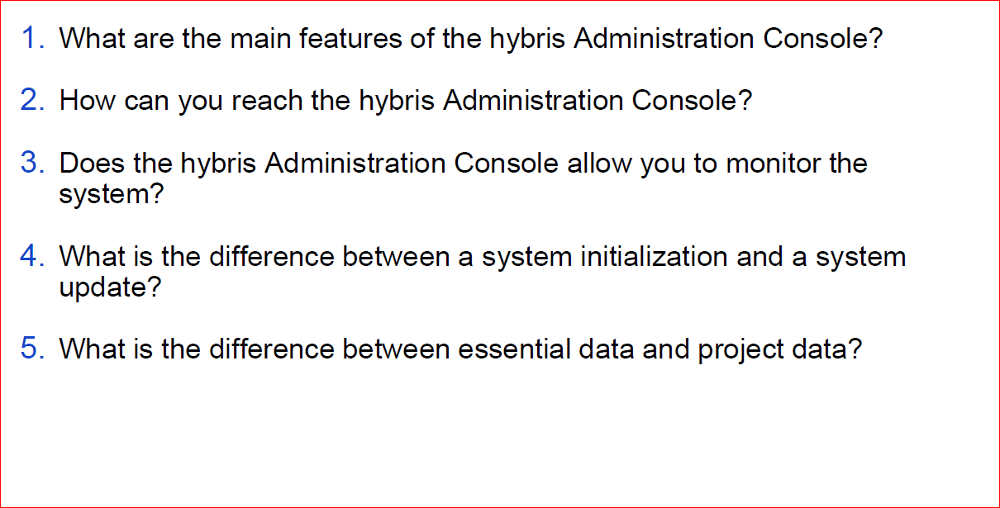 1. What are the main features of the hybris Administration Console?
2. How can you reach the hybris Administration Console?
3. Does the hybris Administration Console allow you to monitor the
system?
4. What is the difference between a system initialization and a system
update?
5. What is the difference between essential data and project data?